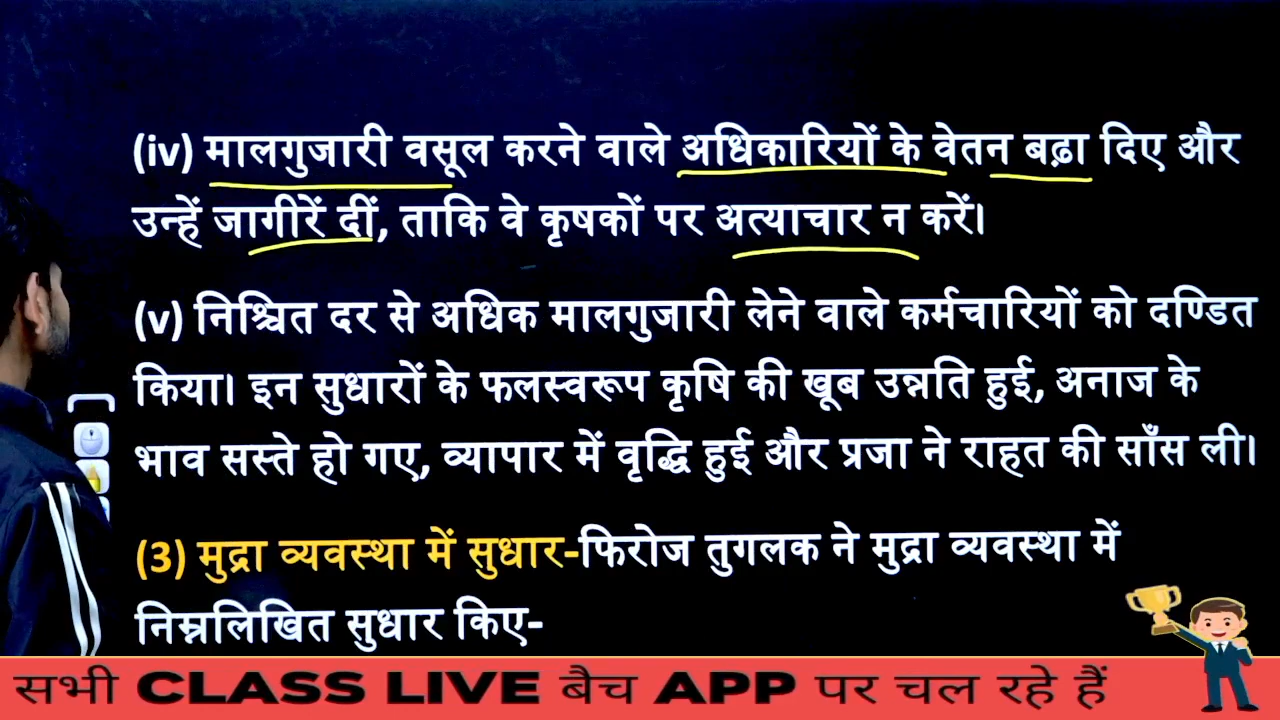 (iv) मालगुजारी वसूल करने वाले अधिकारियों के वेतन बढ़ा दिए और
उन्हें जागीरें दीं, ताकि वे कृषकों पर अत्याचार न करें।
(v) निश्चित दर से अधिक मालगुजारी लेने वाले कर्मचारियों को दण्डित
किया। इन सुधारों के फलस्वरूप कृषि की खूब उन्नति हुई, अनाज के
भाव सस्ते हो गए, व्यापार में वृद्धि हुई और प्रजा ने राहत की साँस ली।
(3) मुद्रा व्यवस्था में सुधार-फिरोज तुगलक ने मुद्रा व्यवस्था में
निम्नलिखित सुधार किए-
सभी CLASS LIVE बैच APP पर चल रहे हैं